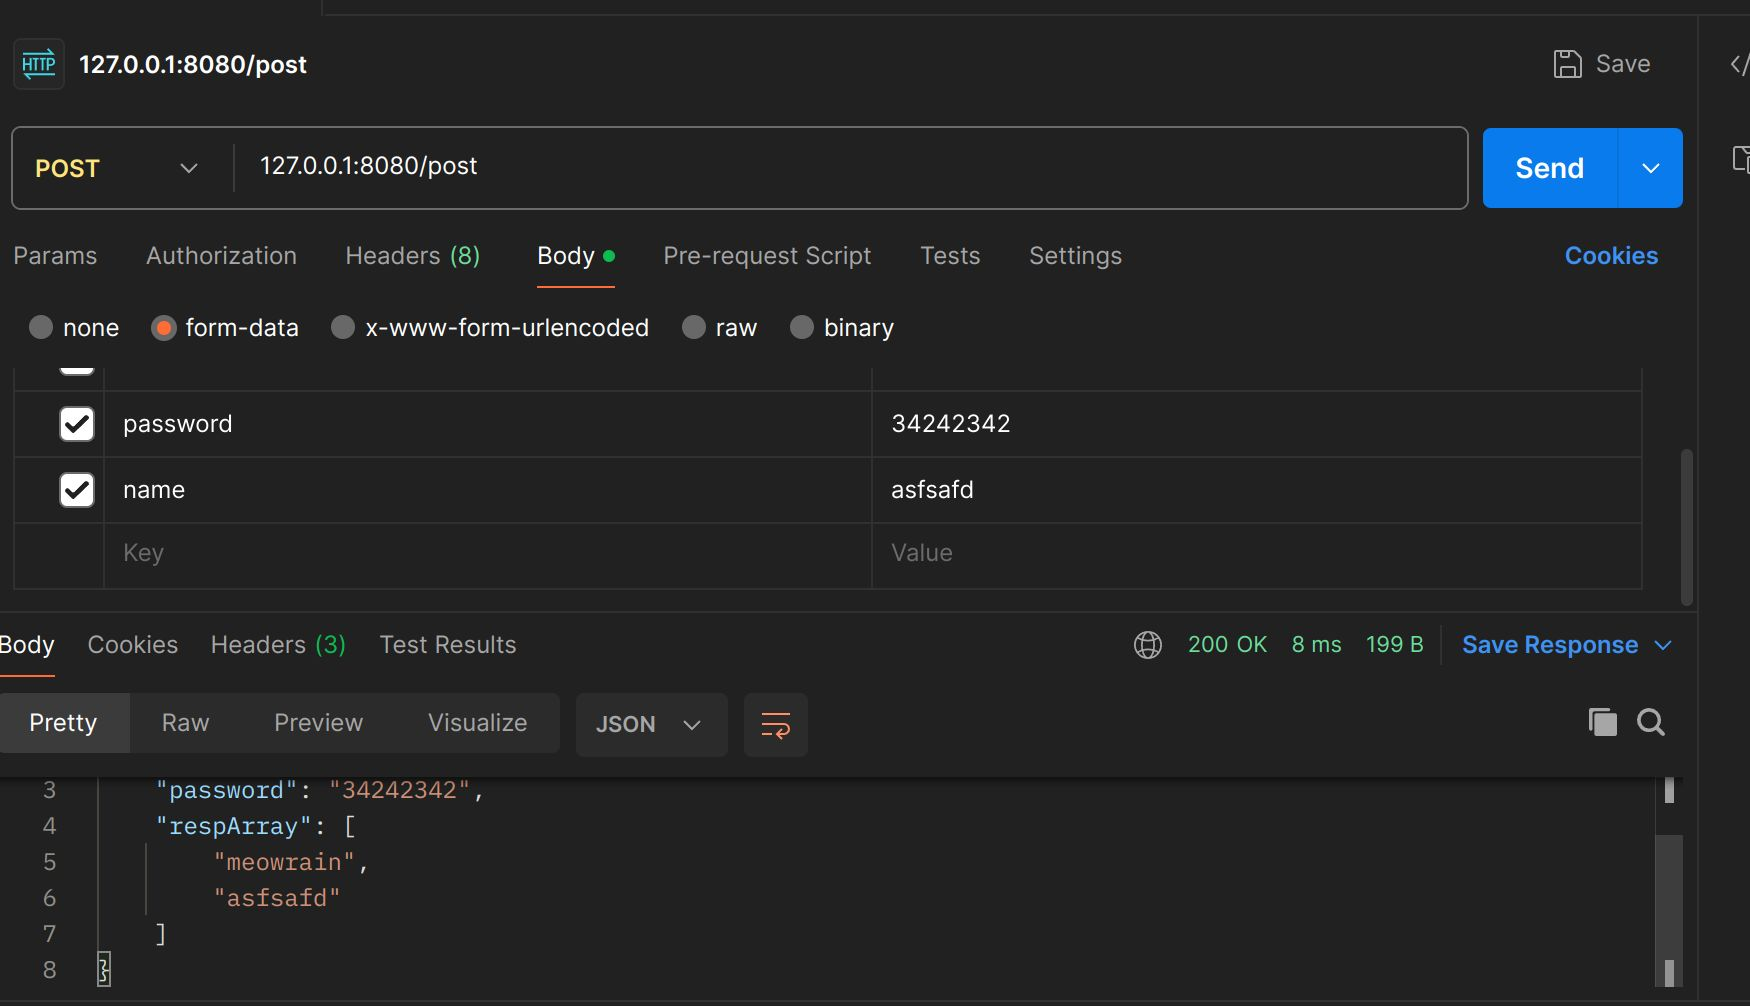 HTTP 127.0.0.1:8080/post Save
POST 127.0.0.1:8080/post Send
Params Authorization Headers (8) Body Pre-request Script Tests Settings Cookies
none form-data x-www-form-urlencoded raw binary
password 34242342
name asfsafd
Key Value
Body Cookies Headers (3) Test Results 200 OK 8 ms 199 B Save Response
Pretty Raw Preview Visualize JSON
3 "password": "34242342",
4 "respArray": [
5 "meowrain",
6 "asfsafd"
7 ]
8 }